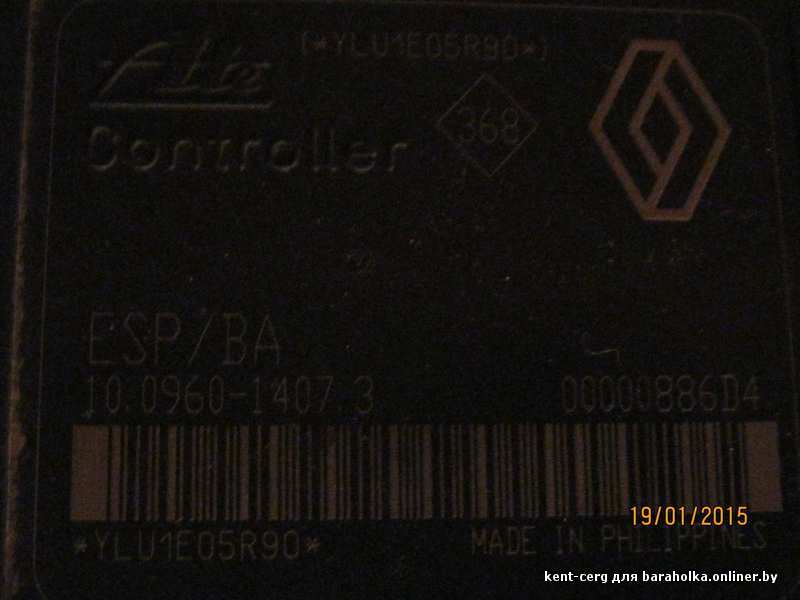 (*YLU1E05R90*)
Ate
368
Controller
ESP/BA
10.0960-1407.3 00000886D4
*YLU1E05R90* MADE IN PHILIPPINES
19/01/2015
kent-cerg для baraholka.onliner.by